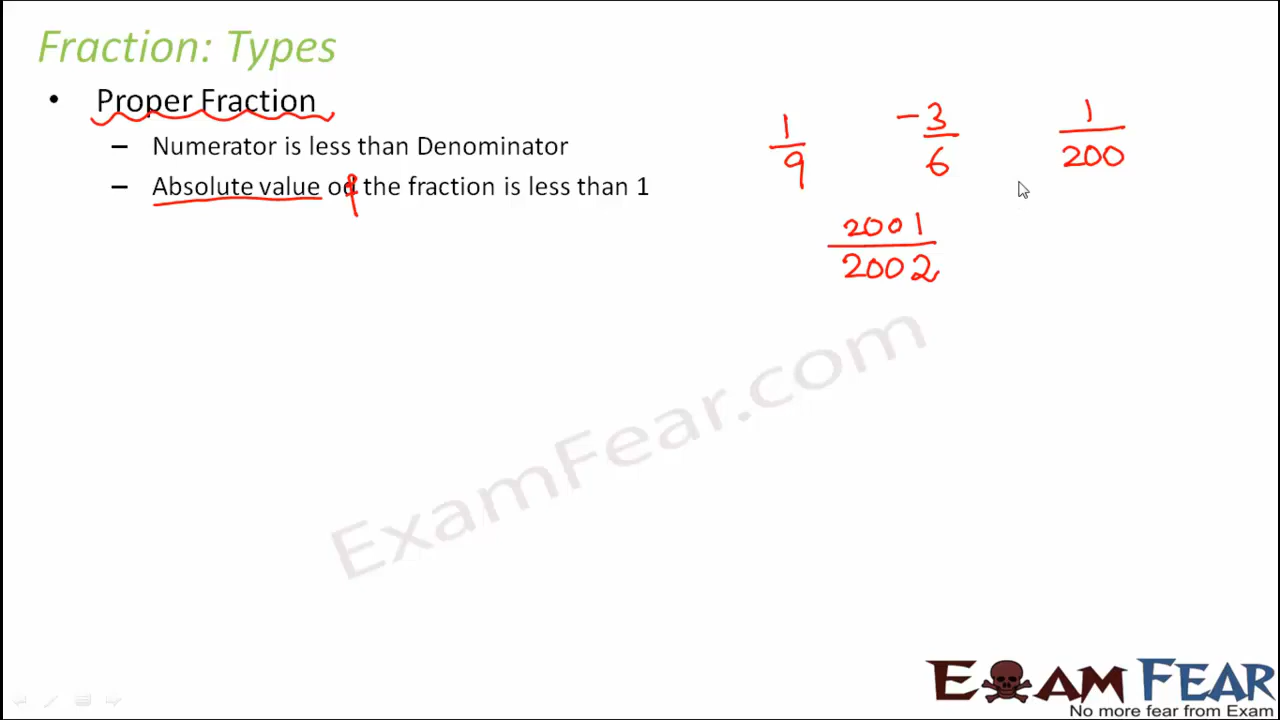 Fraction: Types
• Proper Fraction
– Numerator is less than Denominator
– Absolute value of the fraction is less than 1
1/9 -3/6 1/200
2001/2002
ExamFear.com
EXAM FEAR
No more fear from Exam